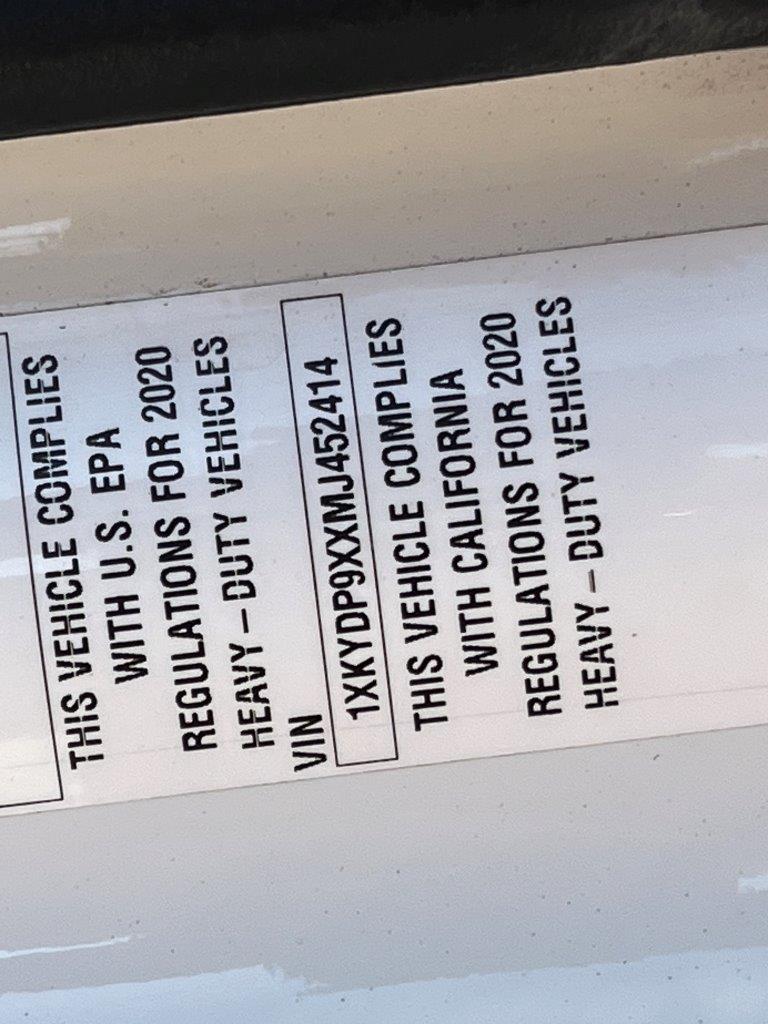 THIS VEHICLE COMPLIES
WITH U.S. EPA
REGULATIONS FOR 2020
HEAVY – DUTY VEHICLES
VIN
1XKYDP9XXMJ452414
THIS VEHICLE COMPLIES
WITH CALIFORNIA
REGULATIONS FOR 2020
HEAVY – DUTY VEHICLES